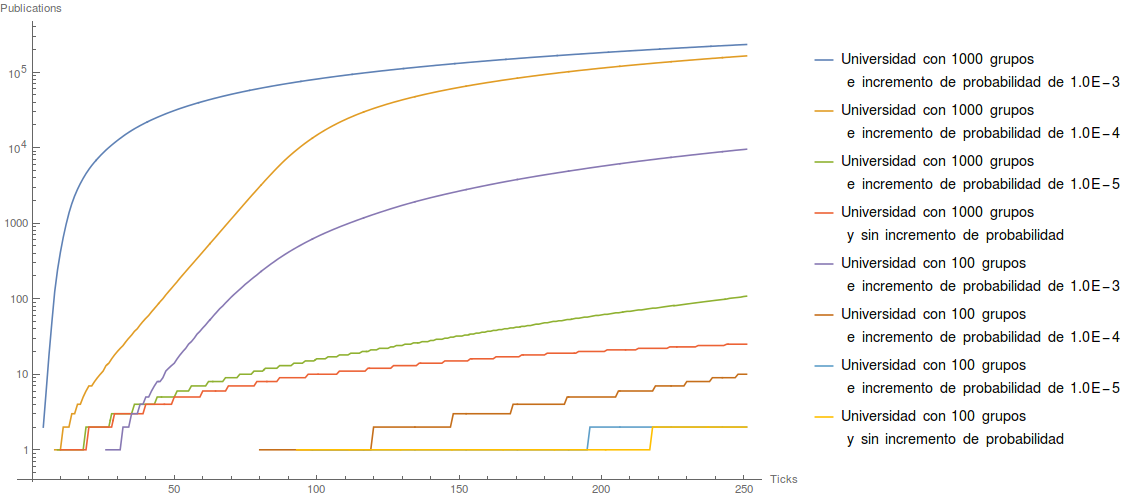 Publications
10^5
10^4
1000
100
10
1
50
100
150
200
250
Ticks
Universidad con 1000 grupos
e incremento de probabilidad de 1.0E-3
Universidad con 1000 grupos
e incremento de probabilidad de 1.0E-4
Universidad con 1000 grupos
e incremento de probabilidad de 1.0E-5
Universidad con 1000 grupos
y sin incremento de probabilidad
Universidad con 100 grupos
e incremento de probabilidad de 1.0E-3
Universidad con 100 grupos
e incremento de probabilidad de 1.0E-4
Universidad con 100 grupos
e incremento de probabilidad de 1.0E-5
Universidad con 100 grupos
y sin incremento de probabilidad